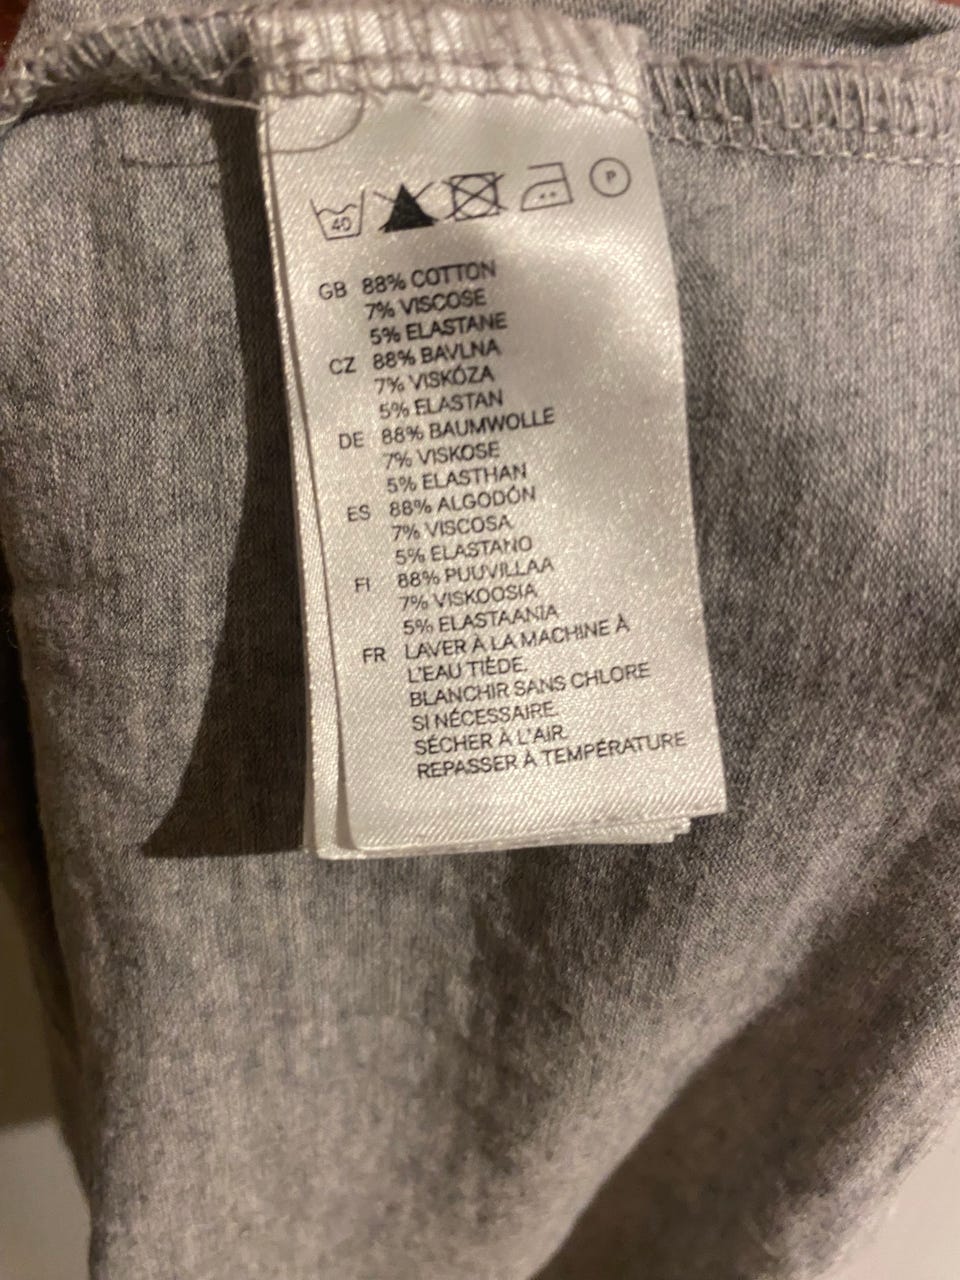 40 P
GB 88% COTTON
7% VISCOSE
5% ELASTANE
CZ 88% BAVLNA
7% VISKÓZA
5% ELASTAN
DE 88% BAUMWOLLE
7% VISKOSE
5% ELASTHAN
ES 88% ALGODÓN
7% VISCOSA
5% ELASTANO
FI 88% PUUVILLAA
7% VISKOOSIA
5% ELASTAANIA
FR LAVER À LA MACHINE À
L'EAU TIÈDE.
BLANCHIR SANS CHLORE
SI NÉCESSAIRE.
SÉCHER À L'AIR.
REPASSER À TEMPÉRATURE